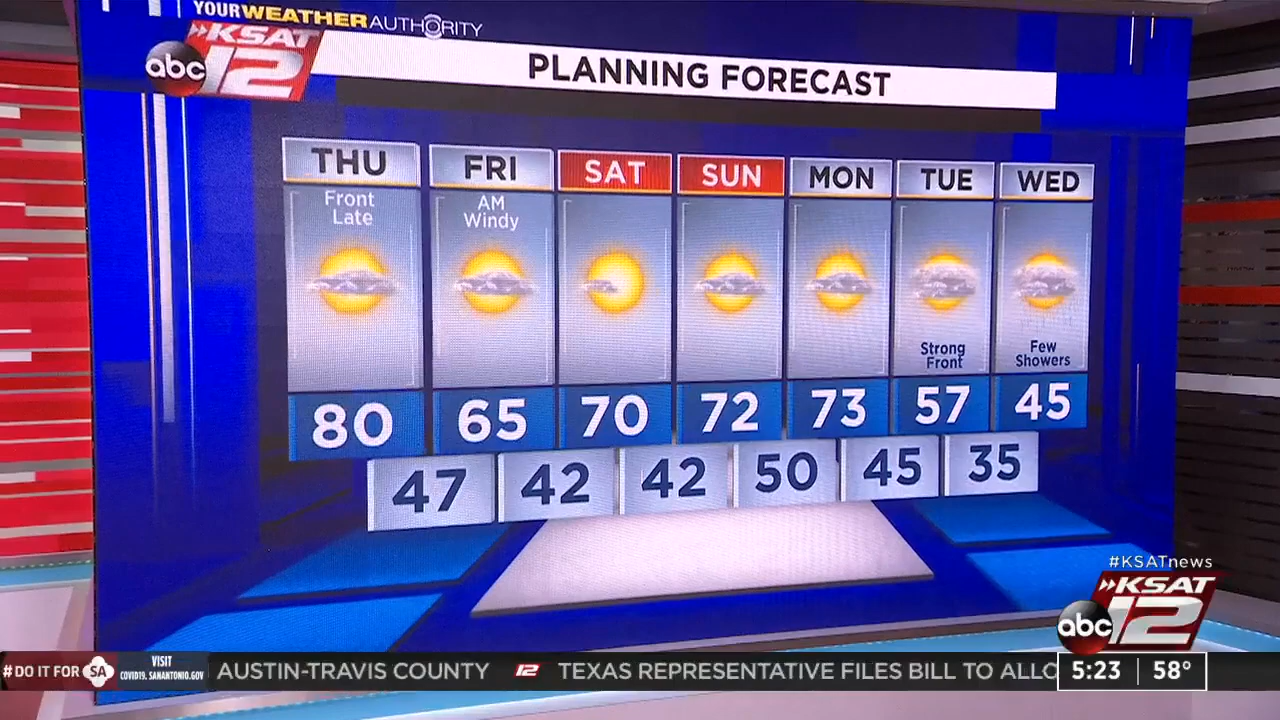 YOUR WEATHER AUTHORITY
KSAT
abc 12
PLANNING FORECAST
THU FRI SAT SUN MON TUE WED
Front Late
AM Windy
Strong Front
Few Showers
80 65 70 72 73 57 45
47 42 42 50 45 35
#KSATnews
KSAT
abc 12
#DO IT FOR SA
VISIT
COVID19.SANANTONIO.GOV
AUSTIN-TRAVIS COUNTY 12 TEXAS REPRESENTATIVE FILES BILL TO ALLO
5:23 58°